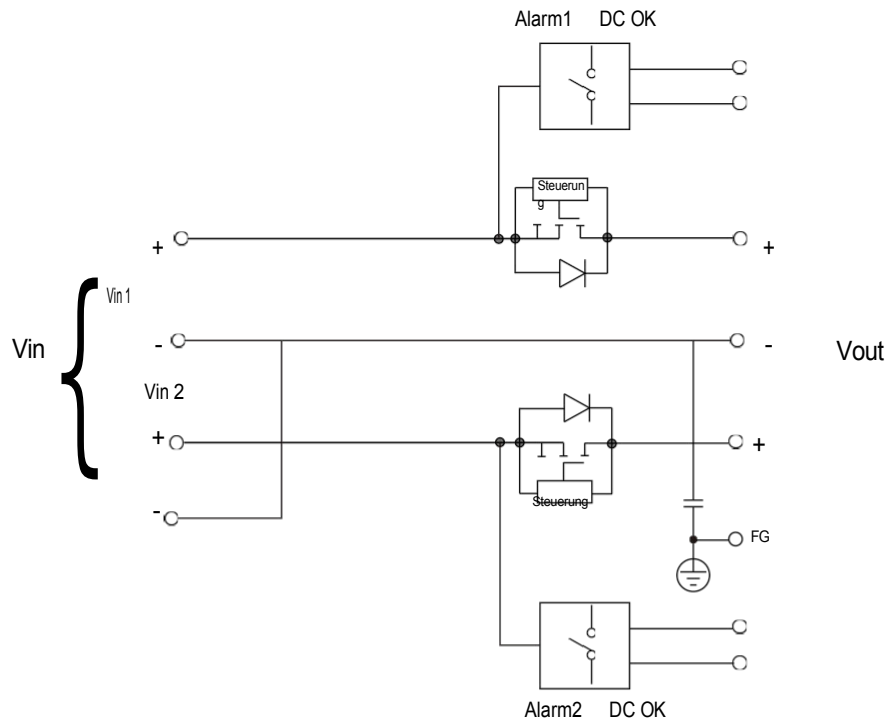 Alarm1 DC OK
Steuerun
g
+ +
Vin 1
Vin
- -
Vout
Vin 2
+ +
Steuerung
-
FG
Alarm2 DC OK